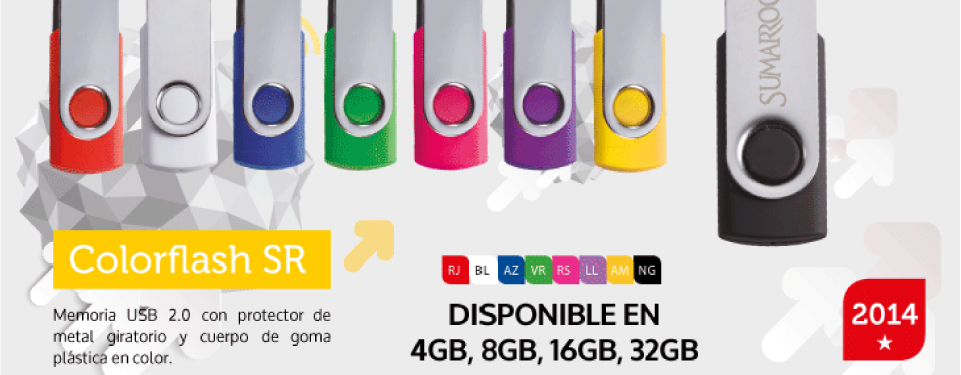 Colorflash SR
Memoria USB 2.0 con protector de
metal giratorio y cuerpo de goma
plástica en color.
RJ BL AZ VR RS LL AM NG
DISPONIBLE EN
4GB, 8GB, 16GB, 32GB
2014